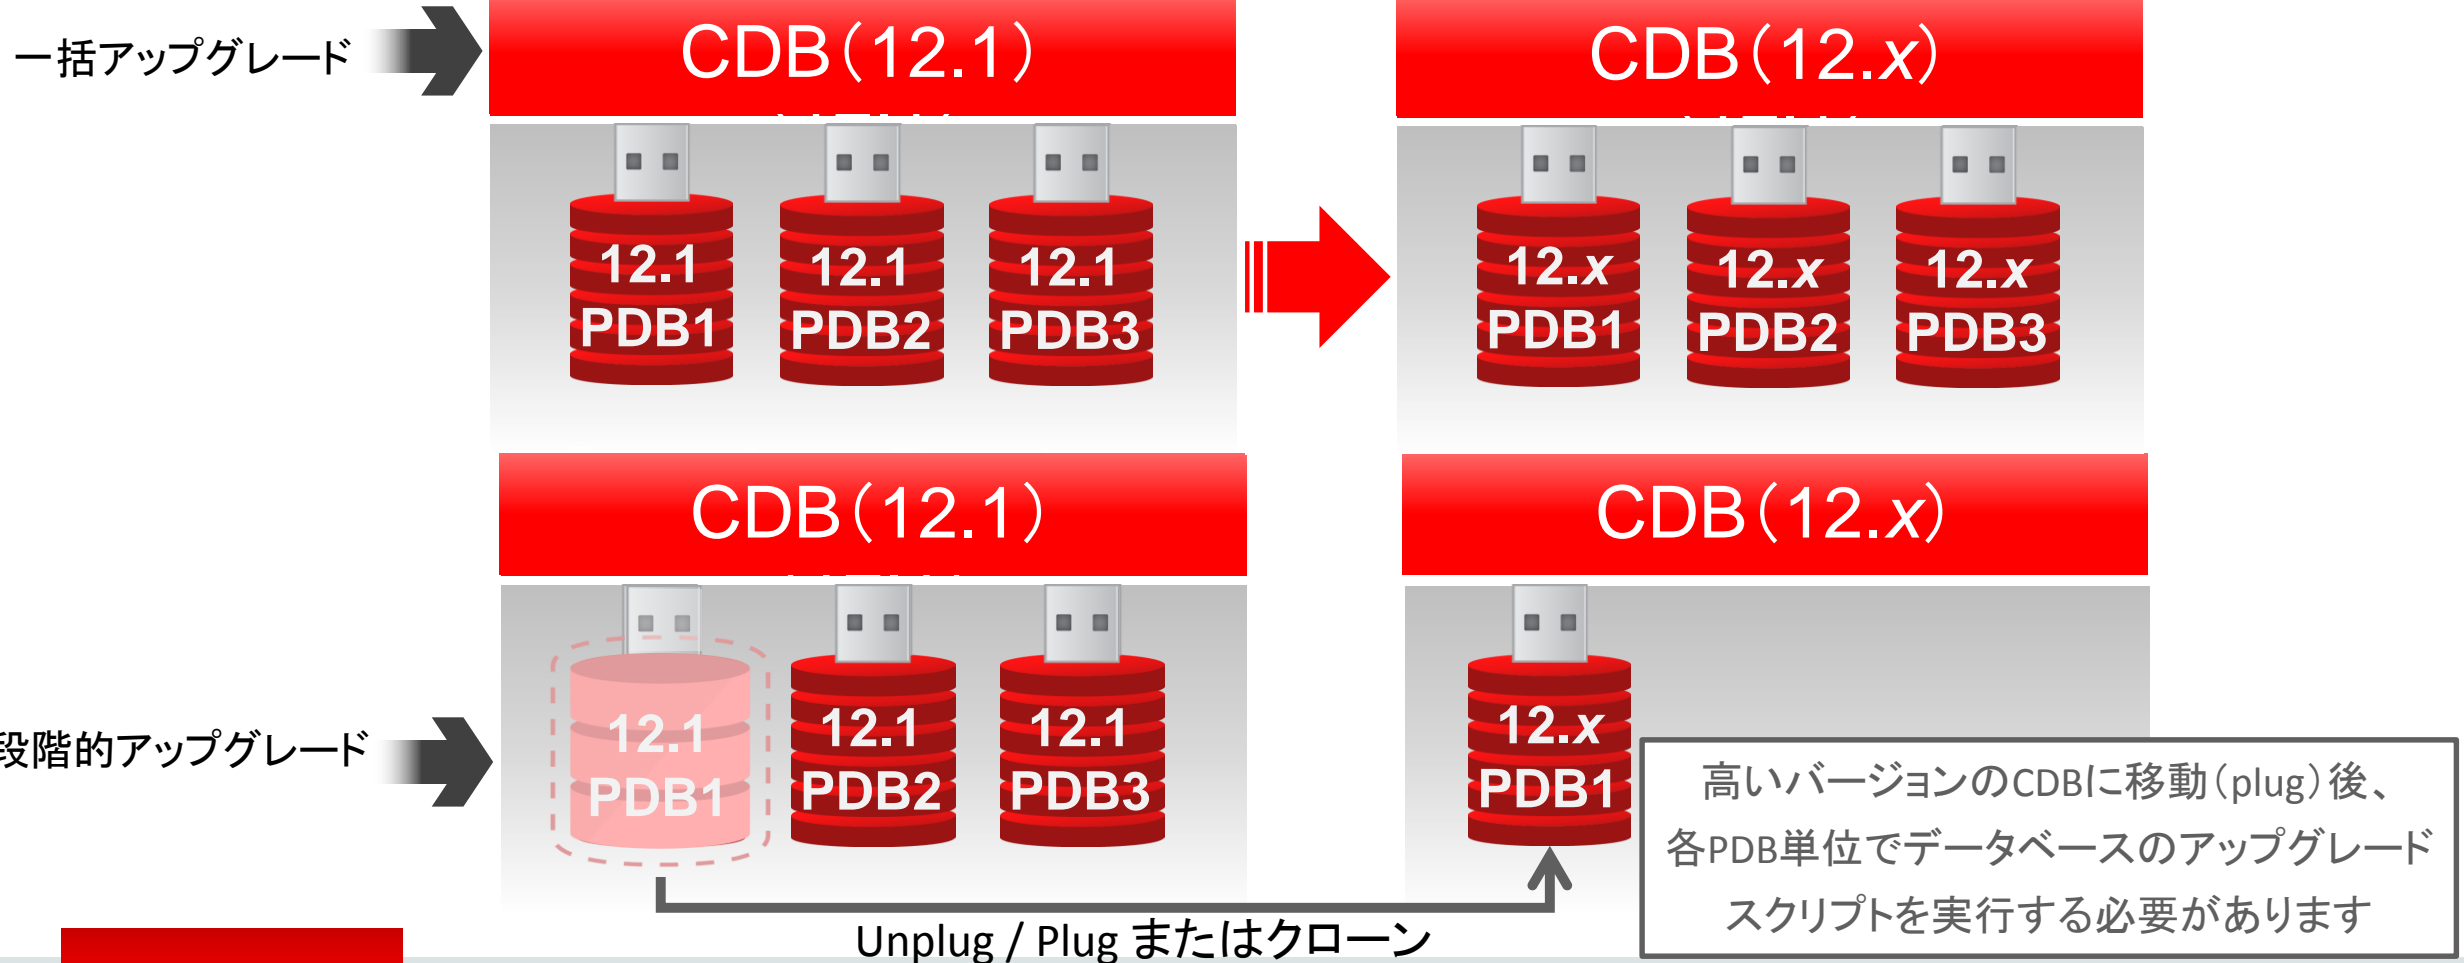 一括アップグレード
CDB（12.1）
CDB（12.x）
12.1
PDB1
12.1
PDB2
12.1
PDB3
12.x
PDB1
12.x
PDB2
12.x
PDB3
段階的アップグレード
CDB（12.1）
CDB（12.x）
12.1
PDB1
12.1
PDB2
12.1
PDB3
12.x
PDB1
高いバージョンのCDBに移動（plug）後、
各PDB単位でデータベースのアップグレード
スクリプトを実行する必要があります
Unplug / Plug またはクローン